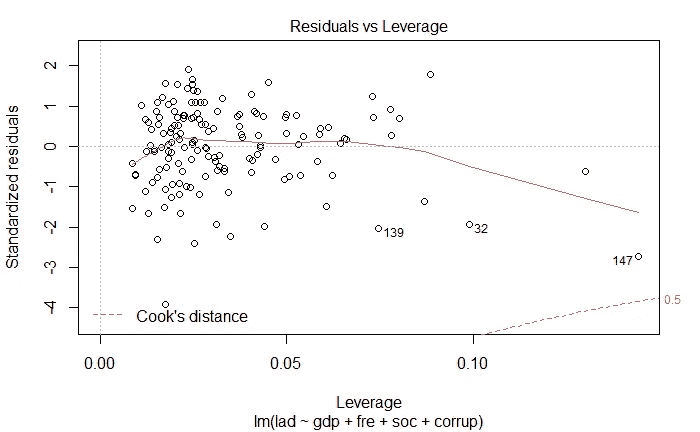 Residuals vs Leverage
Standardized residuals
2
1
0
-1
-2
-3
-4
139
32
147
0.5
Cook's distance
0.00
0.05
0.10
Leverage
lm(lad ~ gdp + fre + soc + corrup)